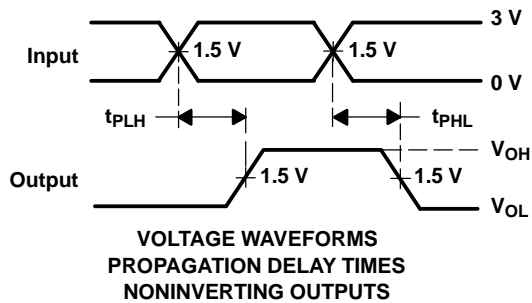 3 V
Input
1.5 V
1.5 V
0 V
tPLH
tPHL
VOH
Output
1.5 V
1.5 V
VOL
VOLTAGE WAVEFORMS
PROPAGATION DELAY TIMES
NONINVERTING OUTPUTS